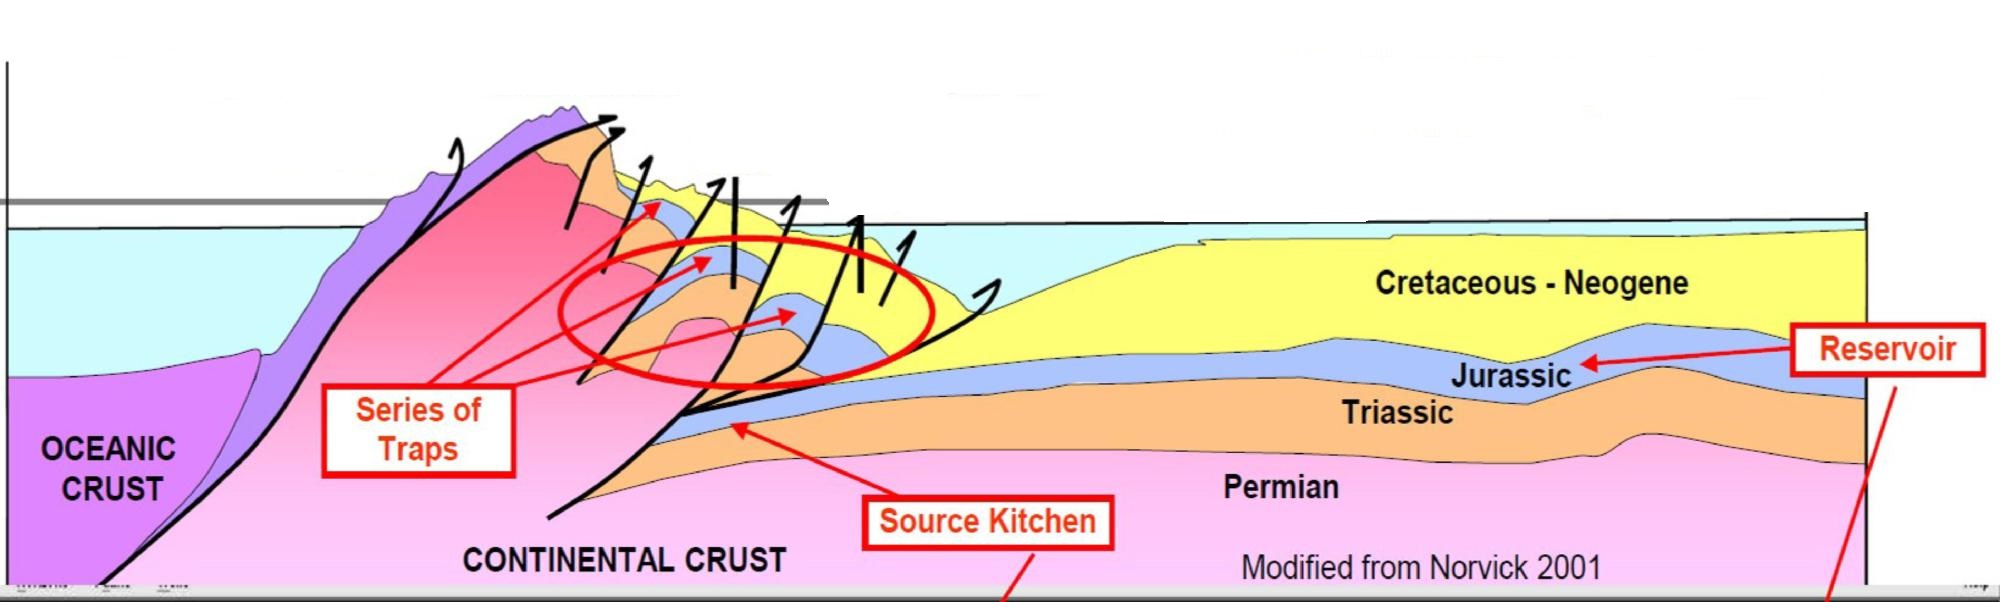 Cretaceous - Neogene
Reservoir
Jurassic
Series of
Traps
Triassic
OCEANIC
CRUST
Permian
Source Kitchen
CONTINENTAL CRUST
Modified from Norvick 2001